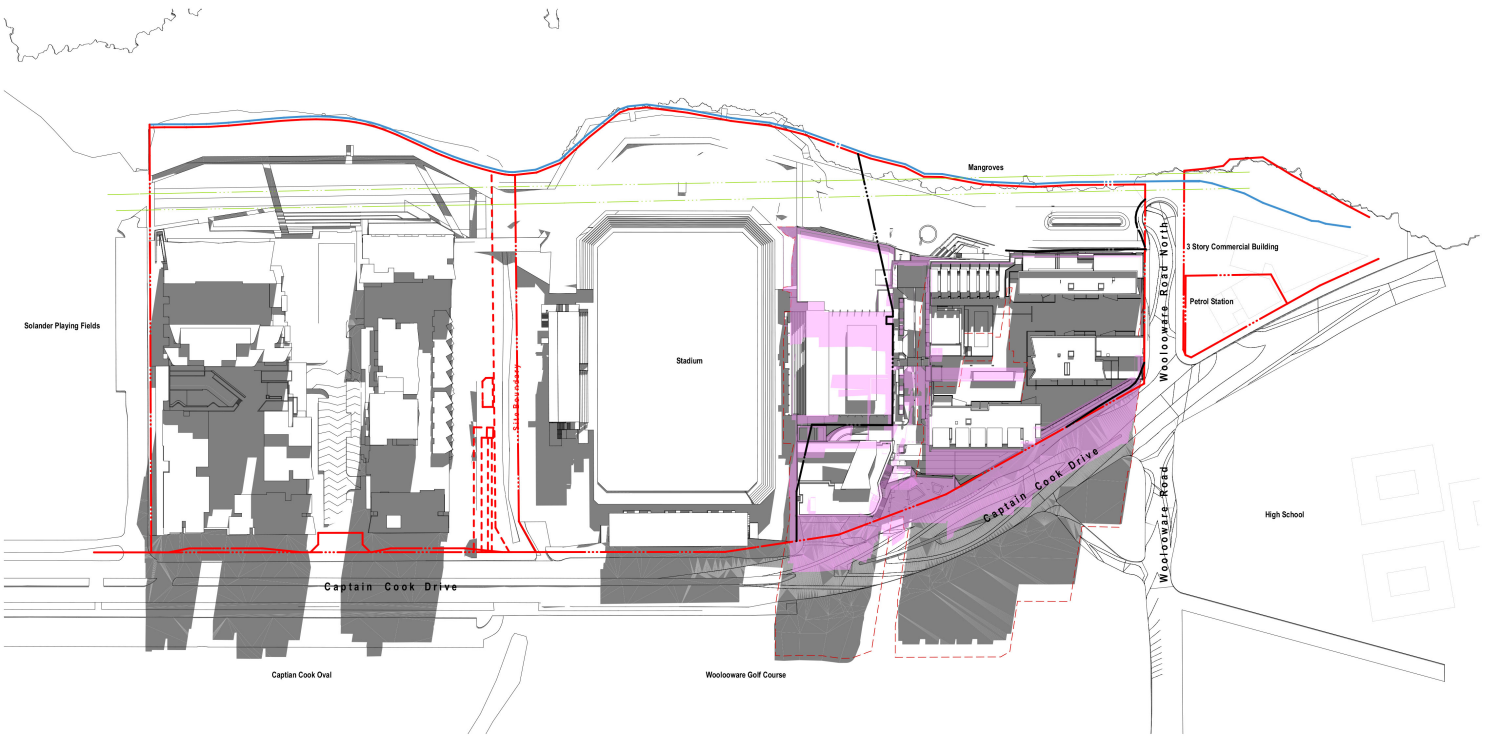 Mangroves
3 Story Commercial Building
Petrol Station
Solander Playing Fields
Stadium
Site Boundary
Woolooware Road North
Captain Cook Drive
High School
Woolooware Road
Captain Cook Drive
Captian Cook Oval
Woolooware Golf Course